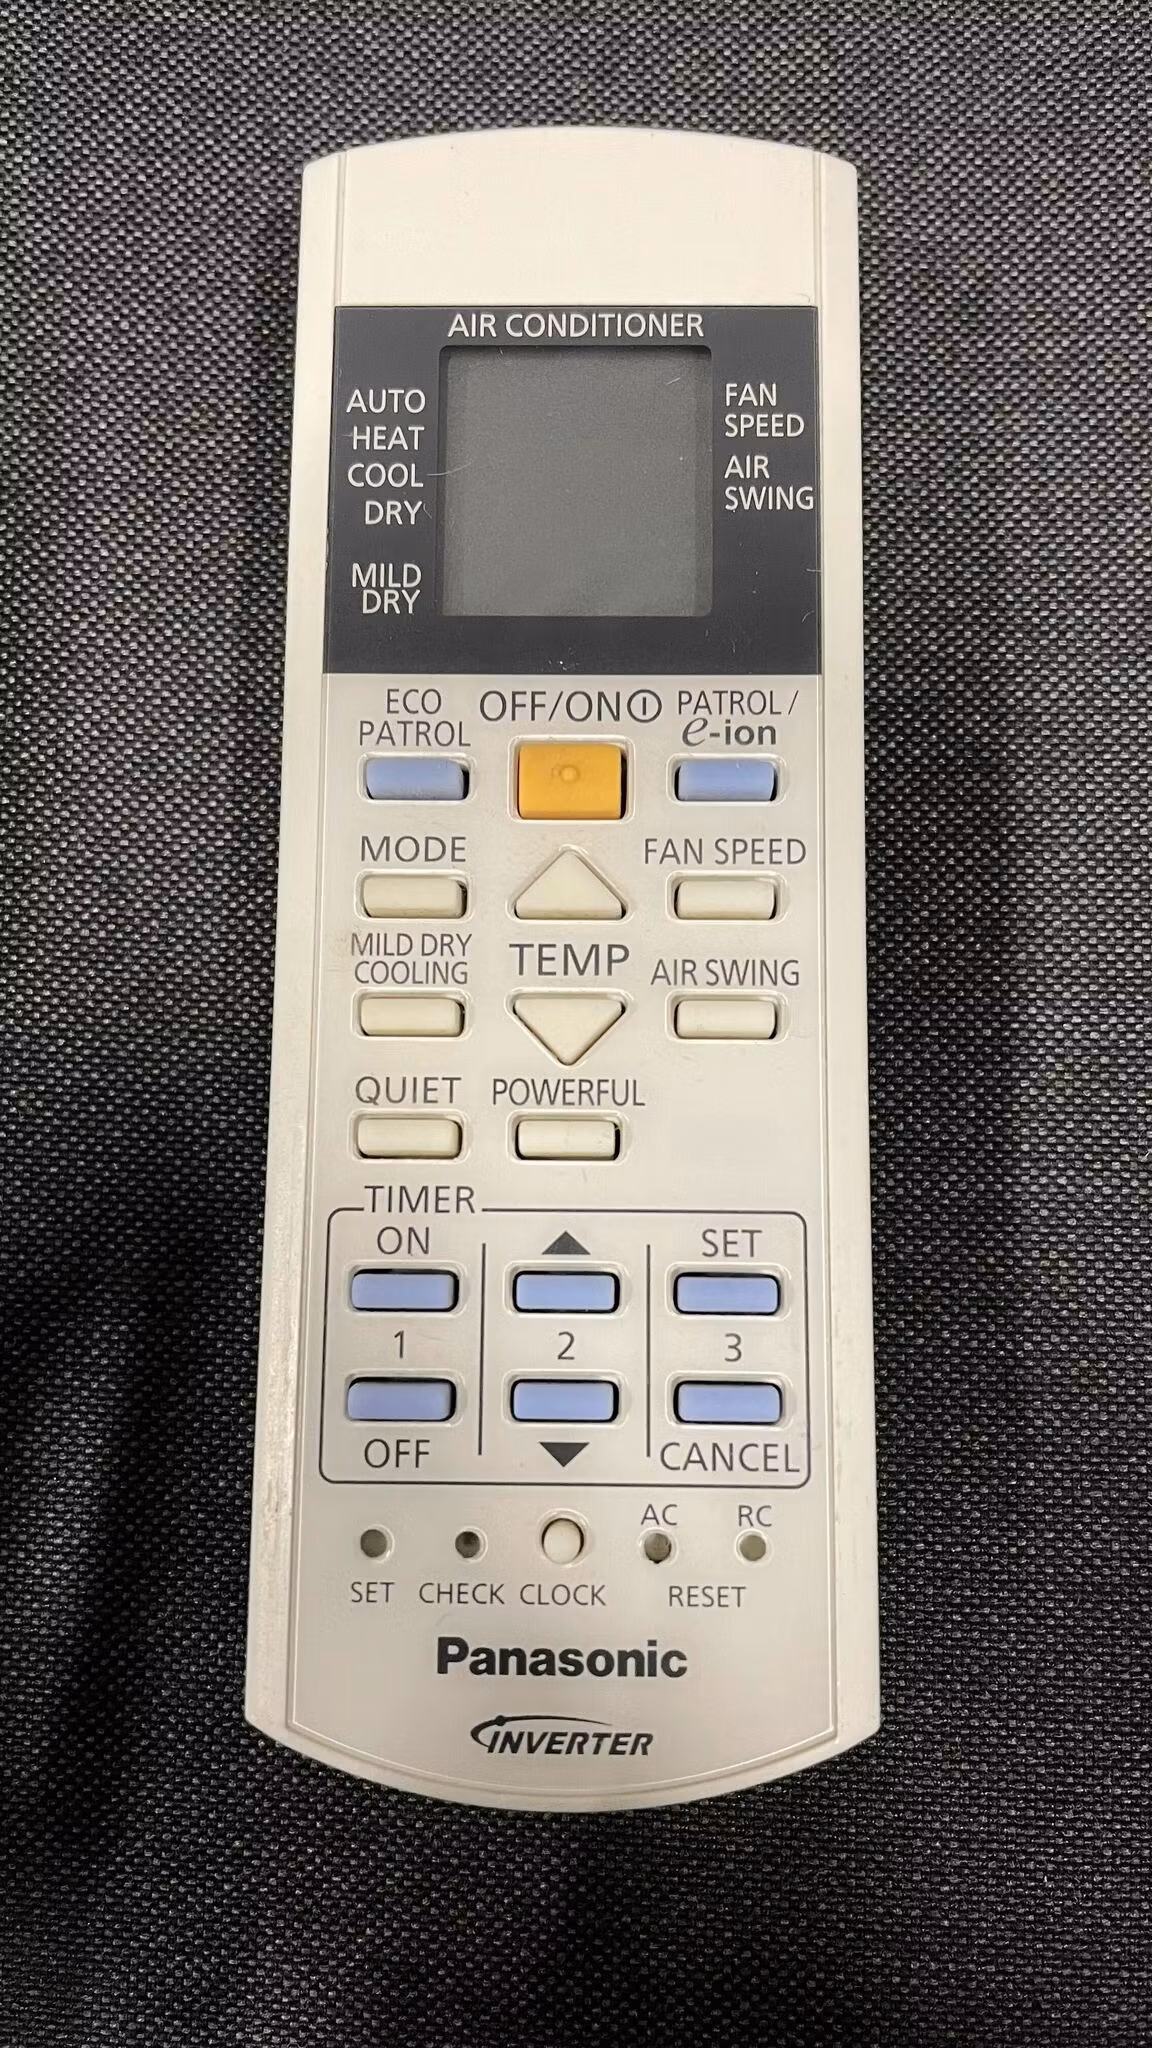 AIR CONDITIONER
AUTO
HEAT
COOL
DRY
MILD
DRY
FAN
SPEED
AIR
SWING
ECO
PATROL
OFF/ON
PATROL /
e-ion
MODE
FAN SPEED
MILD DRY
COOLING
TEMP
AIR SWING
QUIET
POWERFUL
TIMER
ON
▲
SET
1
2
3
OFF
▼
CANCEL
AC
RC
SET
CHECK
CLOCK
RESET
Panasonic
INVERTER